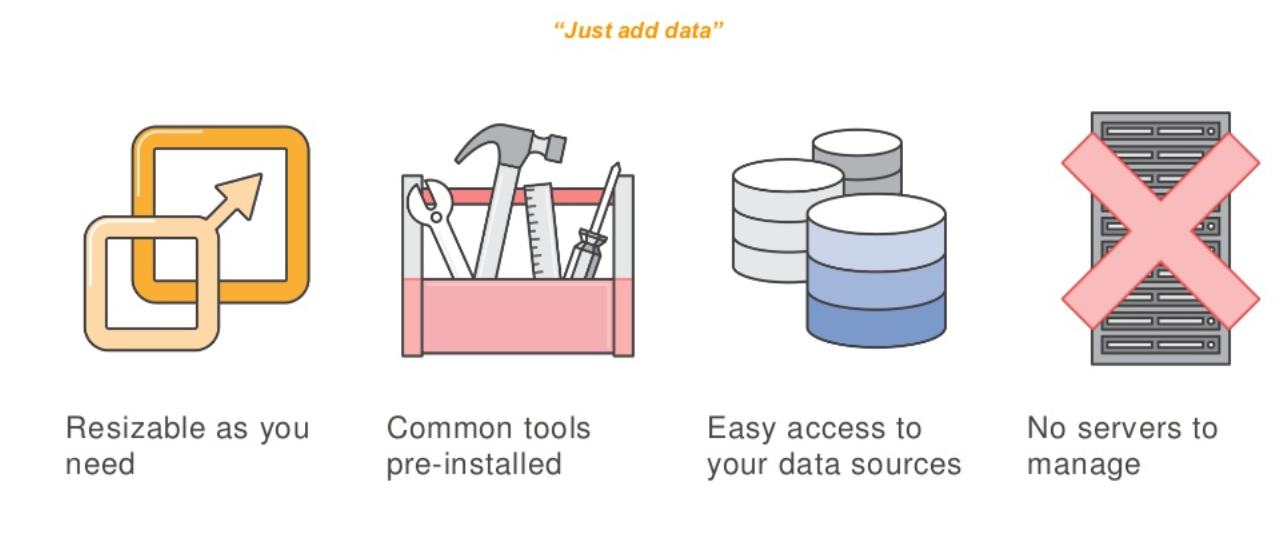 “Just add data”
Resizable as you
need
Common tools
pre-installed
Easy access to
your data sources
No servers to
manage